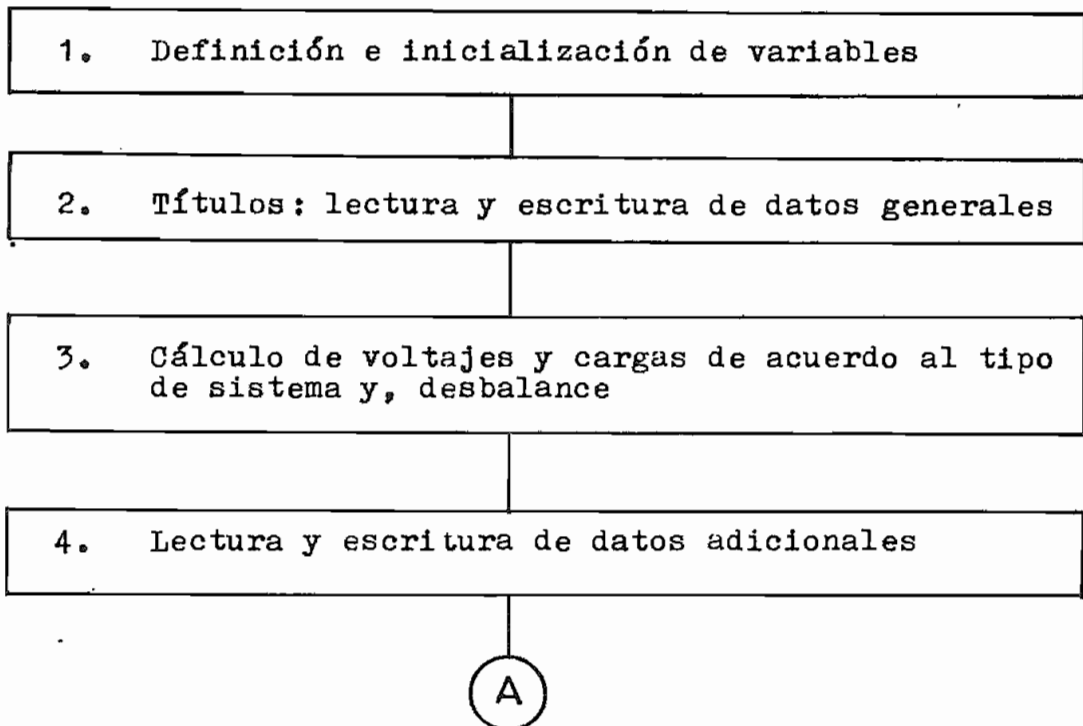 1. Definición e inicialización de variables
2. Títulos: lectura y escritura de datos generales
3. Cálculo de voltajes y cargas de acuerdo al tipo
de sistema y, desbalance
4. Lectura y escritura de datos adicionales
A